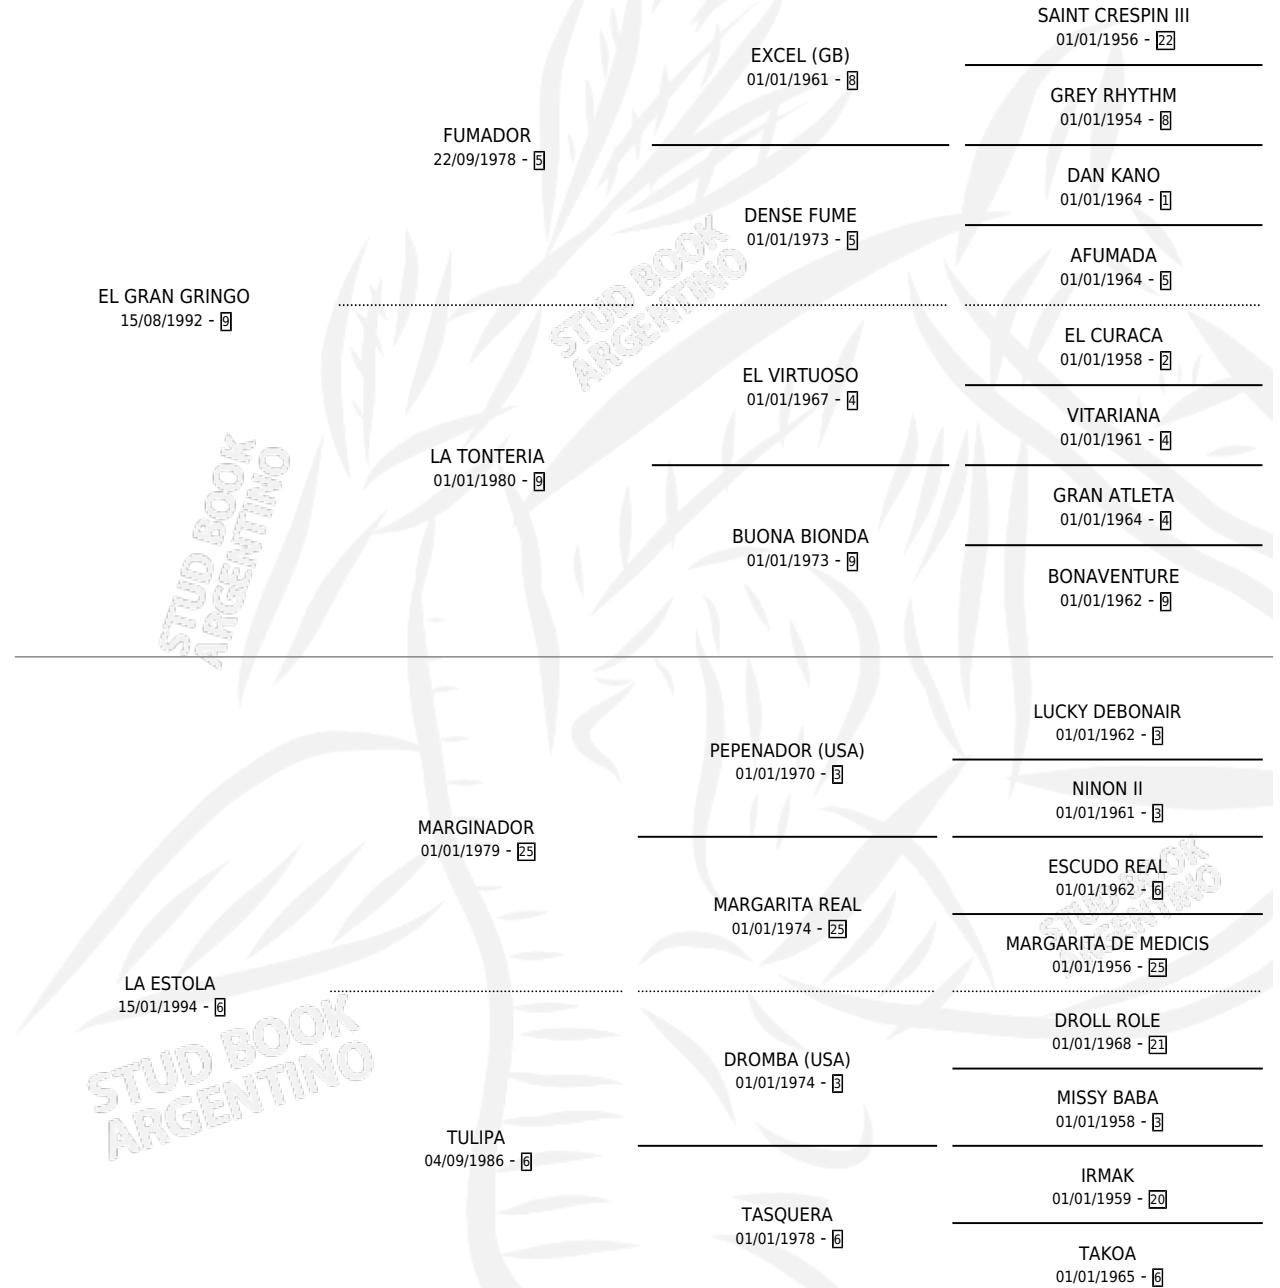 SAINT CRESPIN III
01/01/1956 - 22
EXCEL (GB)
01/01/1961 - 8
GREY RHYTHM
01/01/1954 - 8
FUMADOR
22/09/1978 - 5
DAN KANO
01/01/1964 - 1
DENSE FUME
01/01/1973 - 5
AFUMADA
01/01/1964 - 5
EL GRAN GRINGO
15/08/1992 - 9
EL CURACA
01/01/1958 - 2
EL VIRTUOSO
01/01/1967 - 4
VITARIANA
01/01/1961 - 4
LA TONTERIA
01/01/1980 - 9
GRAN ATLETA
01/01/1964 - 4
BUONA BIONDA
01/01/1973 - 9
BONAVENTURE
01/01/1962 - 9
STUD BOOK
ARGENTINO
STUD BOOK
ARGENTINO
LUCKY DEBONAIR
01/01/1962 - 3
PEPENADOR (USA)
01/01/1970 - 3
NINON II
01/01/1961 - 3
MARGINADOR
01/01/1979 - 25
ESCUDO REAL
01/01/1962 - 6
MARGARITA REAL
01/01/1974 - 25
MARGARITA DE MEDICIS
01/01/1956 - 25
LA ESTOLA
15/01/1994 - 6
DROLL ROLE
01/01/1968 - 21
DROMBA (USA)
01/01/1974 - 3
MISSY BABA
01/01/1958 - 3
TULIPA
04/09/1986 - 6
IRMAK
01/01/1959 - 20
TASQUERA
01/01/1978 - 6
TAKOA
01/01/1965 - 6
STUD BOOK
ARGENTINO
STUD BOOK
ARGENTINO